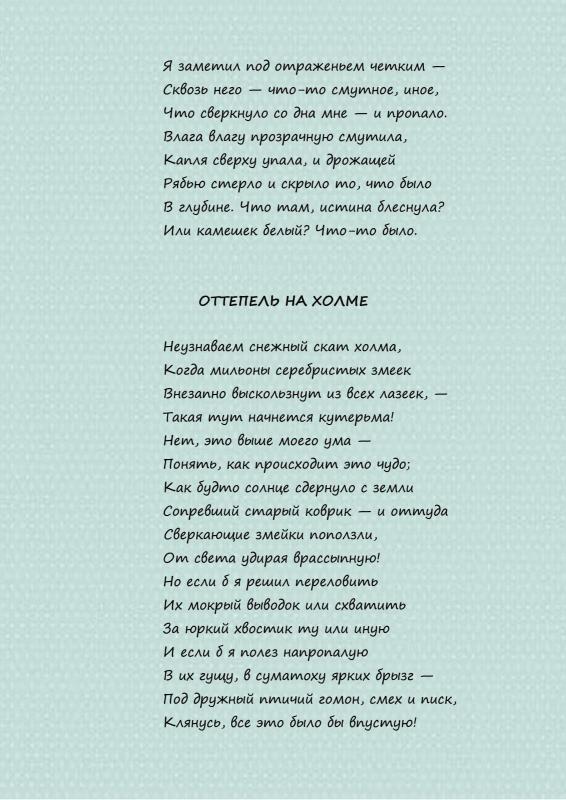 Я заметил под отраженьем четким —
Сквозь него — что-то смутное, иное,
Что сверкнуло со дна мне — и пропало.
Влага влагу прозрачную смутила,
Капля сверху упала, и дрожащей
Рябью стерло и скрыло то, что было
В глубине. Что там, истина блеснула?
Или камешек белый? Что-то было.
ОТТЕПЕЛЬ НА ХОЛМЕ
Неузнаваем снежный скат холма,
Когда мильоны серебристых змеек
Внезапно выскользнут из всех лазеек, —
Такая тут начнется кутерьма!
Нет, это выше моего ума —
Понять, как происходит это чудо;
Как будто солнце сдернуло с земли
Сопревший старый коврик — и оттуда
Сверкающие змейки поползли,
От света удирая врассыпную!
Но если б я решил переловить
Их мокрый выводок или схватить
За юркий хвостик ту или иную
И если б я полез напропалую
В их гущу, в суматоху ярких брызг —
Под дружный птичий гомон, смех и писк,
Клянусь, все это было бы впустую!